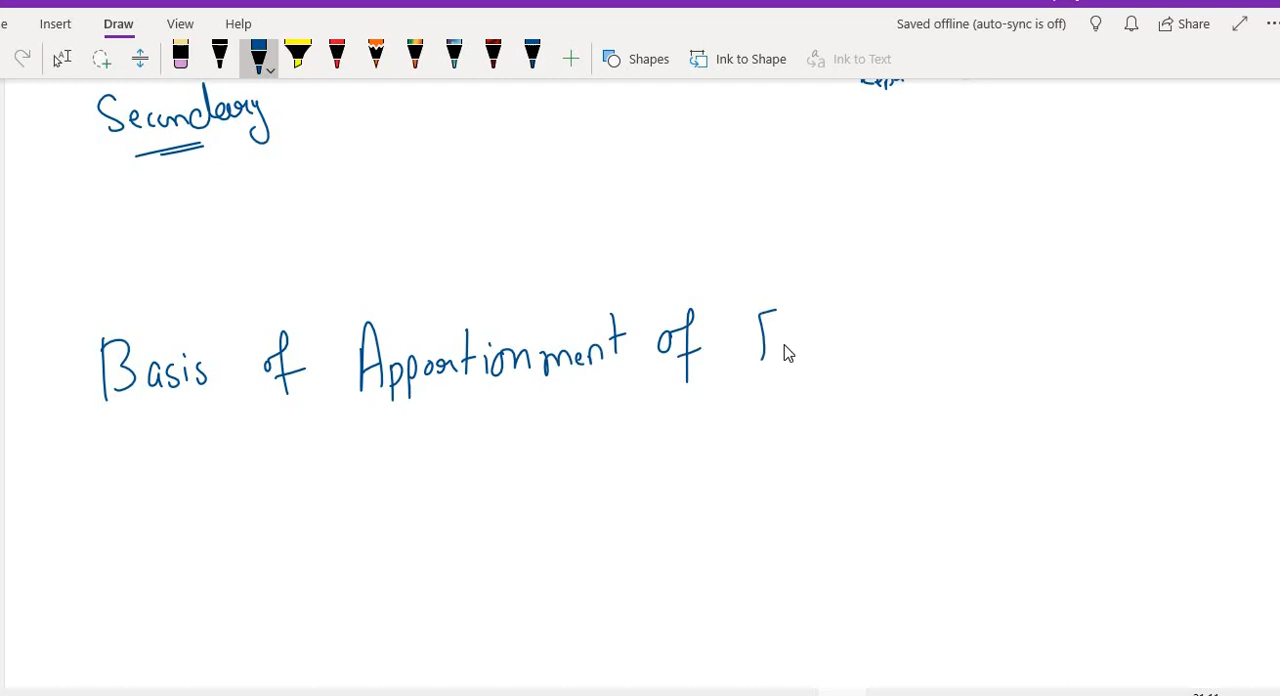 Insert Draw View Help Saved offline (auto-sync is off) Share
Shapes Ink to Shape Ink to Text
Secondary
Basis of Apportionment of